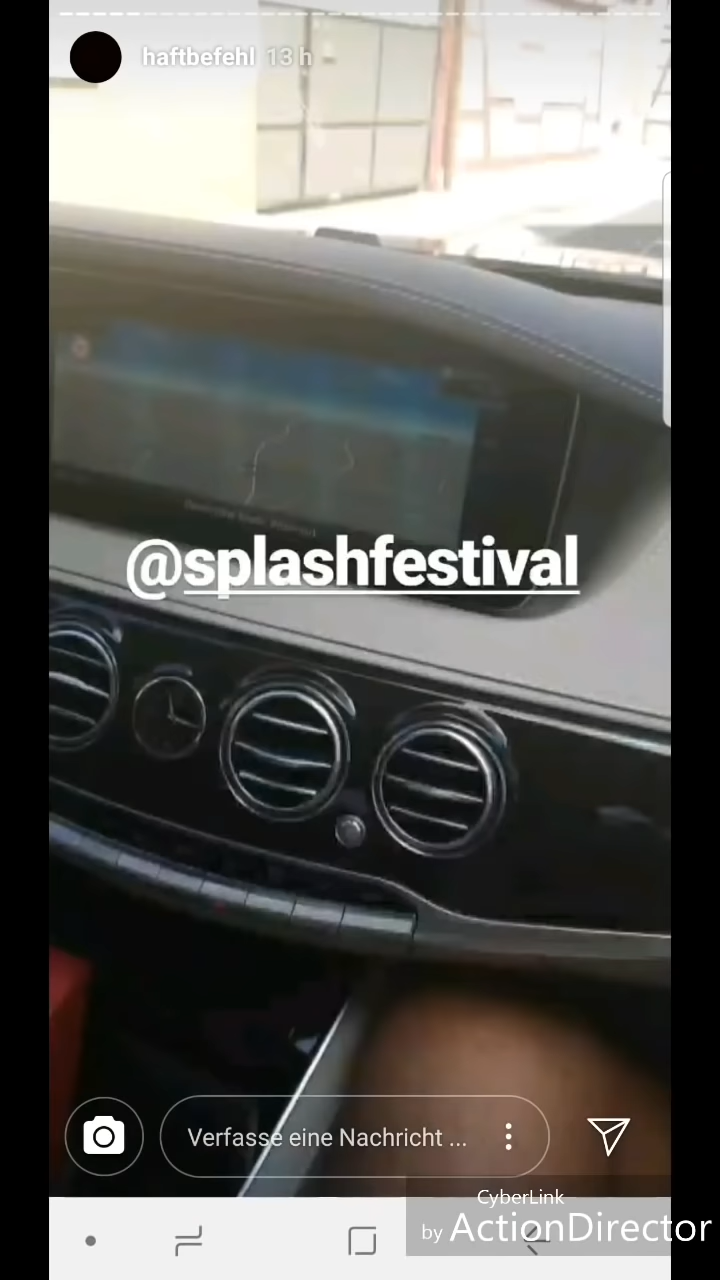 haftbefehl 13 h
@splashfestival
Verfasse eine Nachricht ...
CyberLink
by ActionDirector